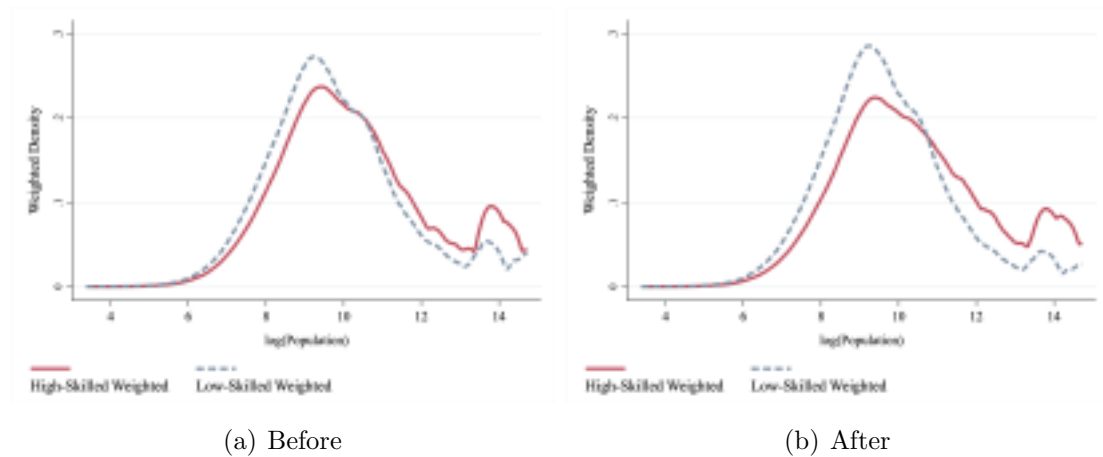 .3
.2
.1
0
Weighted Density
4 6 8 10 12 14
log(Population)
High-Skilled Weighted Low-Skilled Weighted
(a) Before
.3
.2
.1
0
Weighted Density
4 6 8 10 12 14
log(Population)
High-Skilled Weighted Low-Skilled Weighted
(b) After